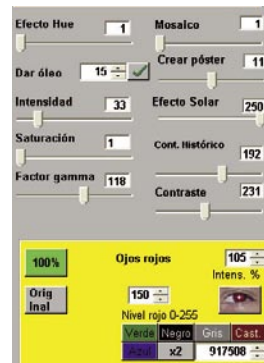 Efecto Hue 1
Mosaico 1
Dar óleo 15
Crear póster 11
Intensidad 33
Efecto Solar 250
Saturación 1
Cont. Histórico 192
Factor gamma 118
Contraste 231
100%
Ojos rojos
105
Intens. %
Orig
inal
150
Nivel rojo 0-255
Verde Negro Gris Cast.
Azul x2 917508